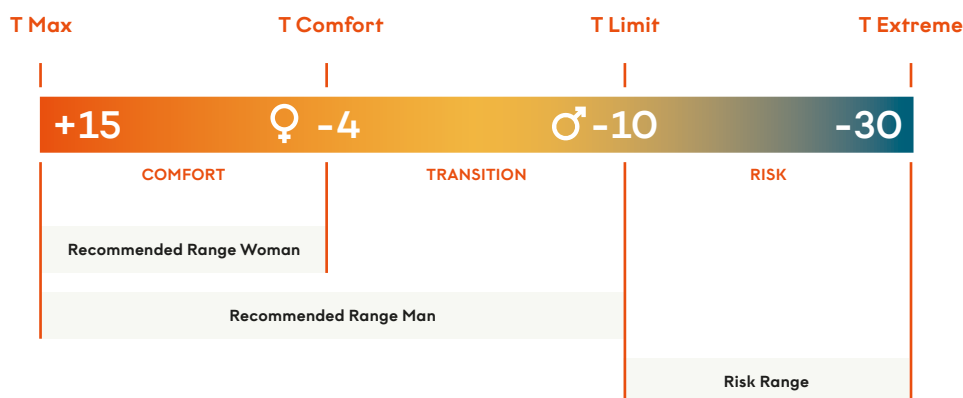 T Max T Comfort T Limit T Extreme
+15 ♀ -4 ♂ -10 -30
COMFORT TRANSITION RISK
Recommended Range Woman
Recommended Range Man
Risk Range